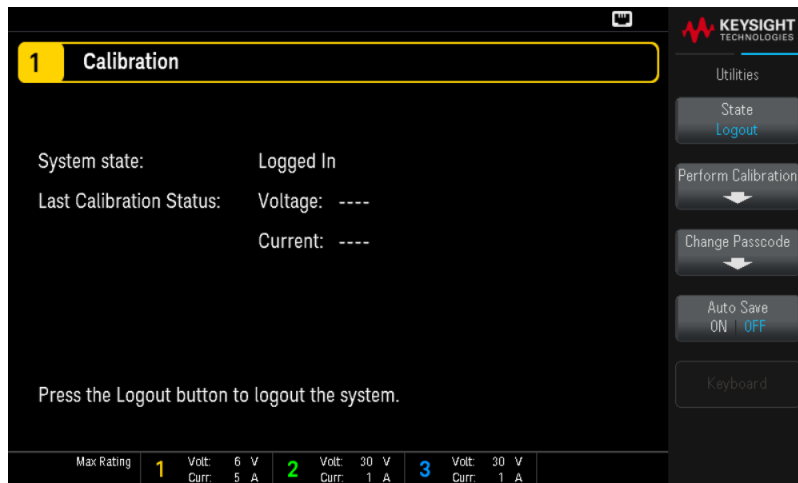 KEYSIGHT
TECHNOLOGIES
1 Calibration
Utilities
State
Logout
System state: Logged In
Perform Calibration
Last Calibration Status: Voltage: ----
Current: ----
Change Passcode
Auto Save
ON | OFF
Keyboard
Press the Logout button to logout the system.
Max Rating 1 Volt: 6 V 2 Volt: 30 V 3 Volt: 30 V
Curr: 5 A Curr: 1 A Curr: 1 A